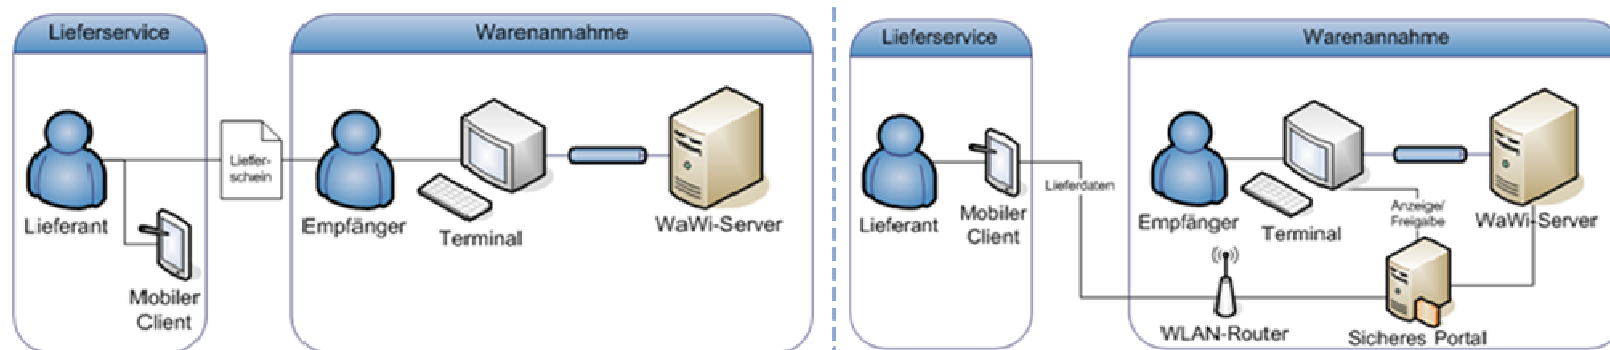 Lieferservice
Warenannahme
Liefer-
schein
Lieferant
Empfänger
Terminal
WaWi-Server
Mobiler
Client
Lieferservice
Warenannahme
Lieferdaten
Anzeige/
Freigabe
Lieferant
Mobiler
Client
Empfänger
Terminal
WaWi-Server
WLAN-Router
Sicheres Portal